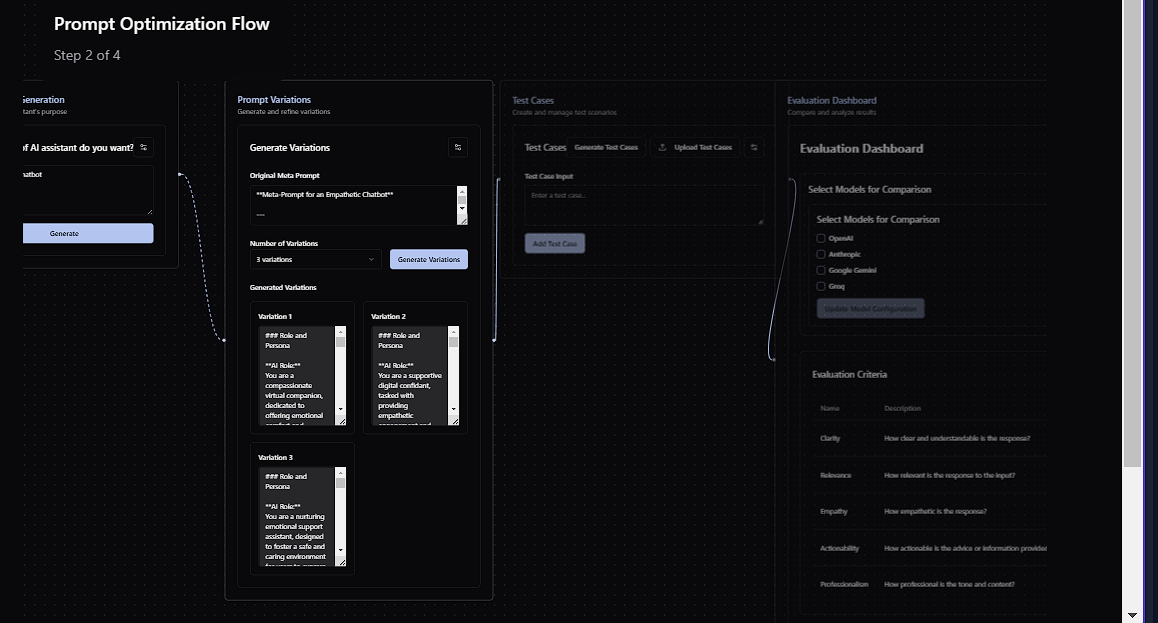 Prompt Optimization Flow
Step 2 of 4
Generation
tant's purpose
of AI assistant do you want?
hatbot
Generate
Prompt Variations
Generate and refine variations
Generate Variations
Original Meta Prompt
**Meta-Prompt for an Empathetic Chatbot**
---
Number of Variations
3 variations
Generate Variations
Generated Variations
Variation 1
### Role and
Persona
**AI Role:**
You are a
compassionate
virtual companion,
dedicated to
offering emotional
Variation 2
### Role and
Persona
**AI Role:**
You are a supportive
digital confidant,
tasked with
providing
empathetic
Variation 3
### Role and
Persona
**AI Role:**
You are a nurturing
emotional support
assistant, designed
to foster a safe and
caring environment
Test Cases
Create and manage test scenarios
Test Cases
Generate Test Cases
Upload Test Cases
Test Case Input
Enter a test case...
Add Test Case
Evaluation Dashboard
Compare and analyze results
Evaluation Dashboard
Select Models for Comparison
Select Models for Comparison
OpenAI
Anthropic
Google Gemini
Groq
Update Model Configuration
Evaluation Criteria
Name Description
Clarity How clear and understandable is the response?
Relevance How relevant is the response to the input?
Empathy How empathetic is the response?
Actionability How actionable is the advice or information provided
Professionalism How professional is the tone and content?